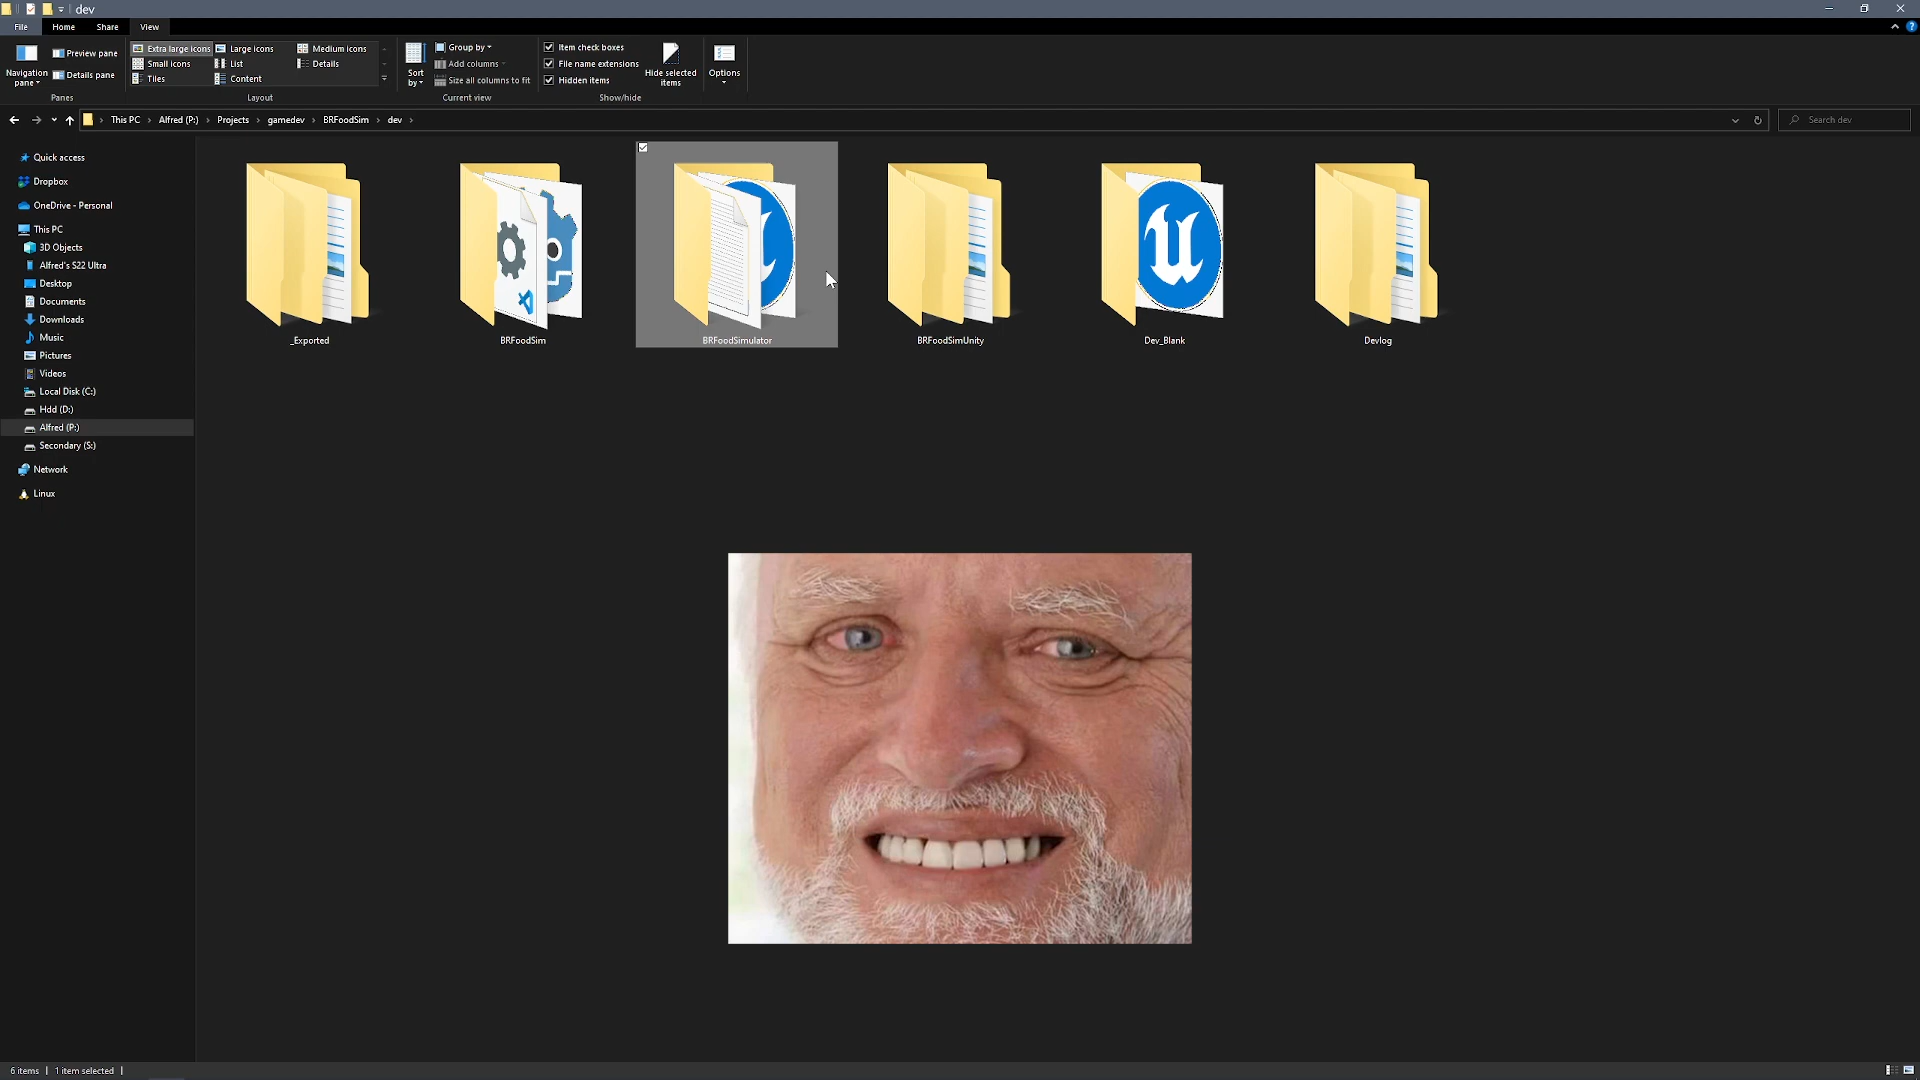 dev
File Home Share View
Navigation pane
Preview pane
Details pane
Panes
Extra large icons Large icons Medium icons
Small icons List Details
Tiles Content
Layout
Sort by
Group by
Add columns
Size all columns to fit
Current view
Item check boxes
File name extensions
Hidden items
Hide selected items
Show/hide
Options
This PC > Alfred (P:) > Projects > gamedev > BRFoodSim > dev >
Search dev
Quick access
Dropbox
OneDrive - Personal
This PC
3D Objects
Alfred's S22 Ultra
Desktop
Documents
Downloads
Music
Pictures
Videos
Local Disk (C:)
Hdd (D:)
Alfred (P:)
Secondary (S:)
Network
Linux
_Exported BRFoodSim BRFoodSimulator BRFoodSimUnity Dev_Blank Devlog
6 items 1 item selected